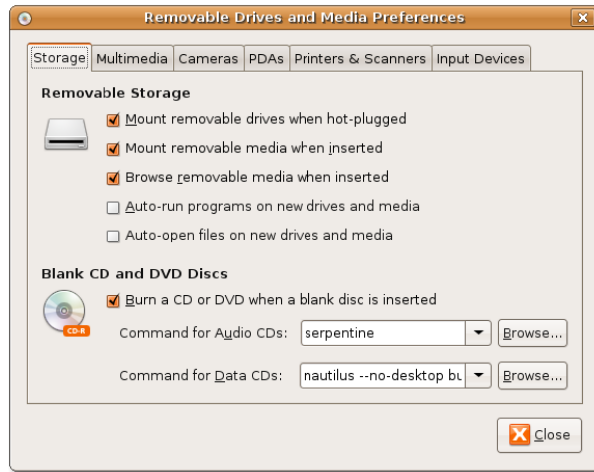 Removable Drives and Media Preferences
Storage Multimedia Cameras PDAs Printers & Scanners Input Devices
Removable Storage
Mount removable drives when hot-plugged
Mount removable media when inserted
Browse removable media when inserted
Auto-run programs on new drives and media
Auto-open files on new drives and media
Blank CD and DVD Discs
Burn a CD or DVD when a blank disc is inserted
CD-R
Command for Audio CDs: serpentine Browse...
Command for Data CDs: nautilus --no-desktop bu Browse...
Close